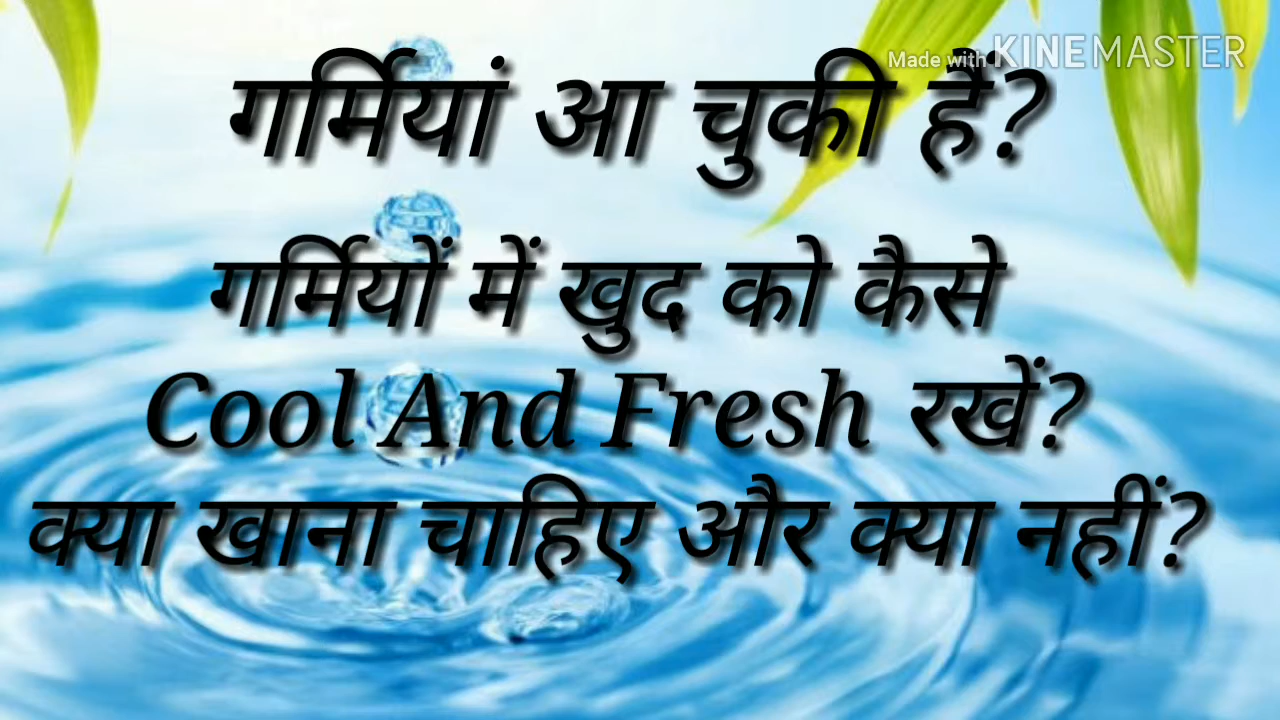 Made with KINEMASTER
गर्मियां आ चुकी हैं?
गर्मियों में खुद को कैसे
Cool And Fresh रखें?
क्या खाना चाहिए और क्या नहीं?